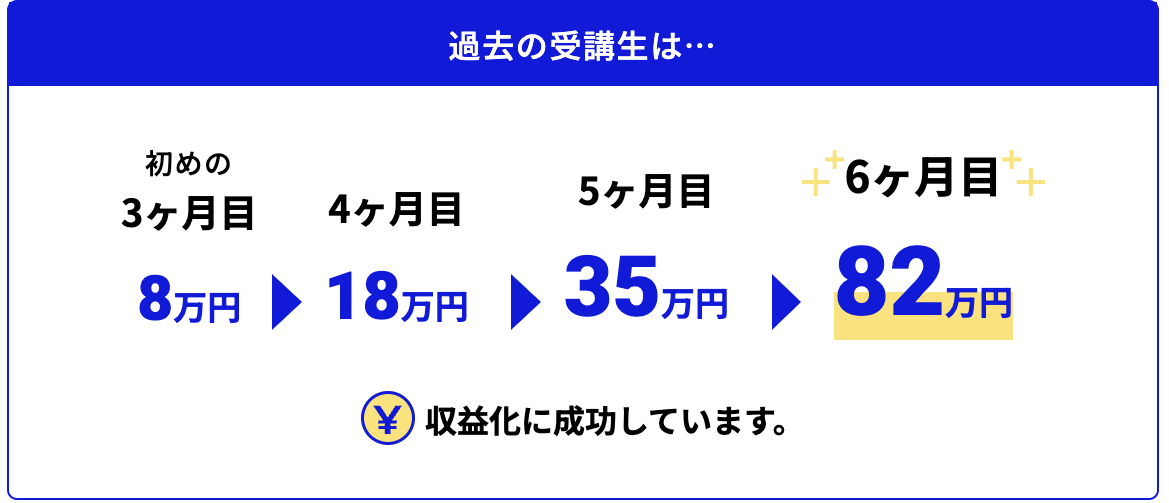 過去の受講生は…
初めの
3ヶ月目
8万円
4ヶ月目
18万円
5ヶ月目
35万円
6ヶ月目
82万円
¥ 収益化に成功しています。